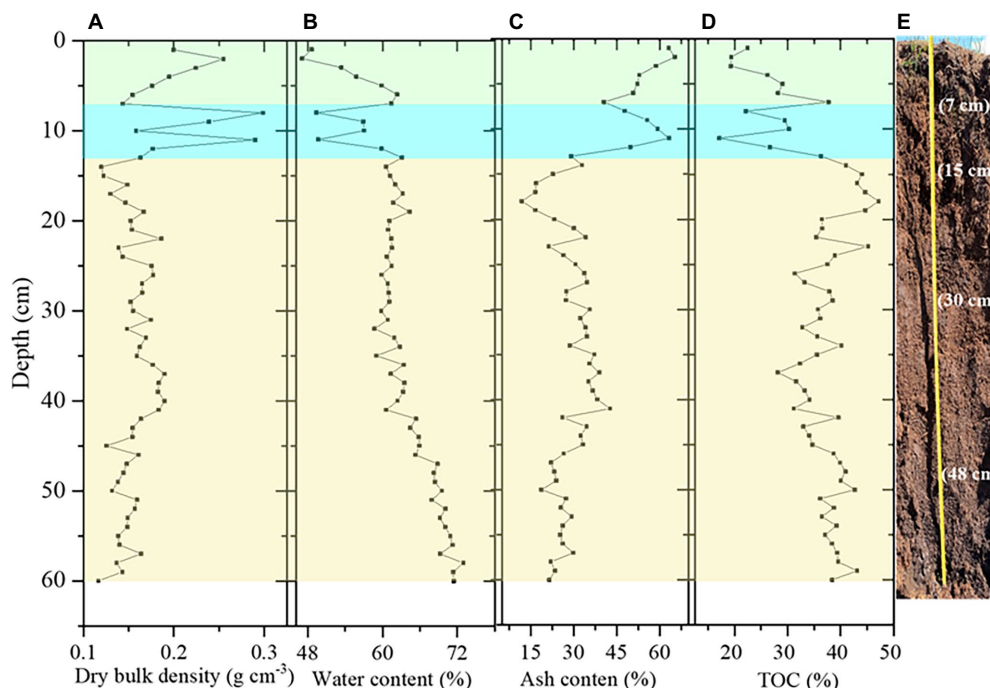 A B C D E
0
10
20
30
40
50
60
Depth (cm)
(7 cm)
(15 cm
(30 cm
(48 cm
0.1 0.2 0.3 48 60 72 15 30 45 60 20 30 40 50
Dry bulk density (g cm-3) Water content (%) Ash conten (%) TOC (%)